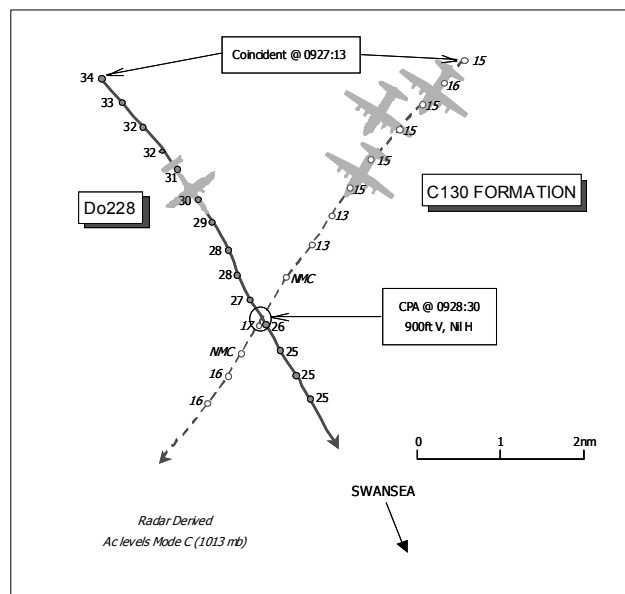 Coincident @ 0927:13
34
15
33
16
15
32
15
32
15
31
15
30
Do228
C130 FORMATION
29
13
28
13
28
NMC
27
CPA @ 0928:30
900ft V, Nil H
17
26
NMC
25
16
25
16
25
0
1
2nm
SWANSEA
Radar Derived
Ac levels Mode C (1013 mb)